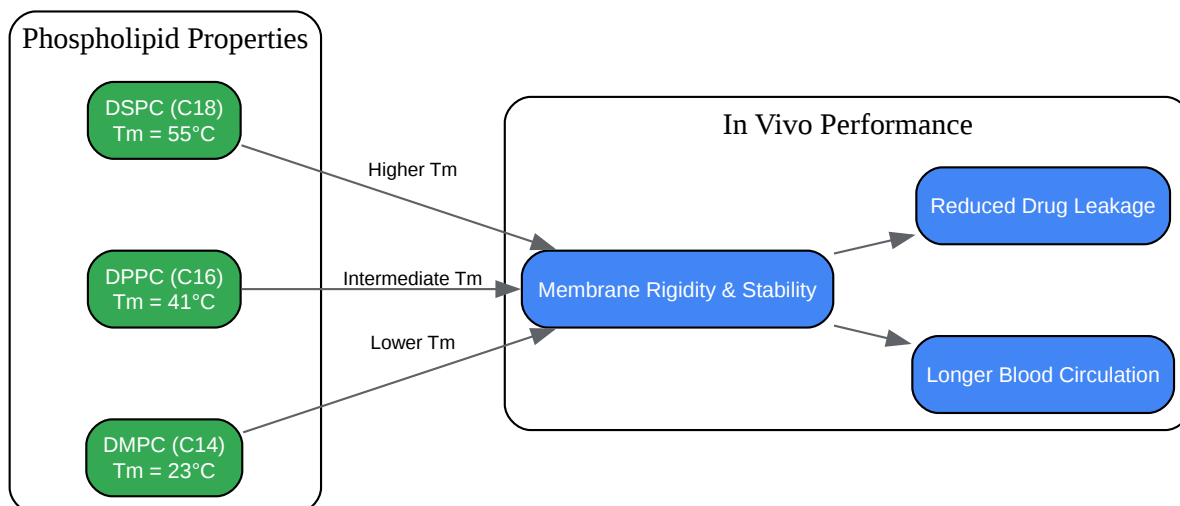 Phospholipid Properties
DSPC (C18)
Tm = 55°C
DPPC (C16)
Tm = 41°C
DMPC (C14)
Tm = 23°C
Higher Tm
Intermediate Tm
Lower Tm
In Vivo Performance
Membrane Rigidity & Stability
Reduced Drug Leakage
Longer Blood Circulation